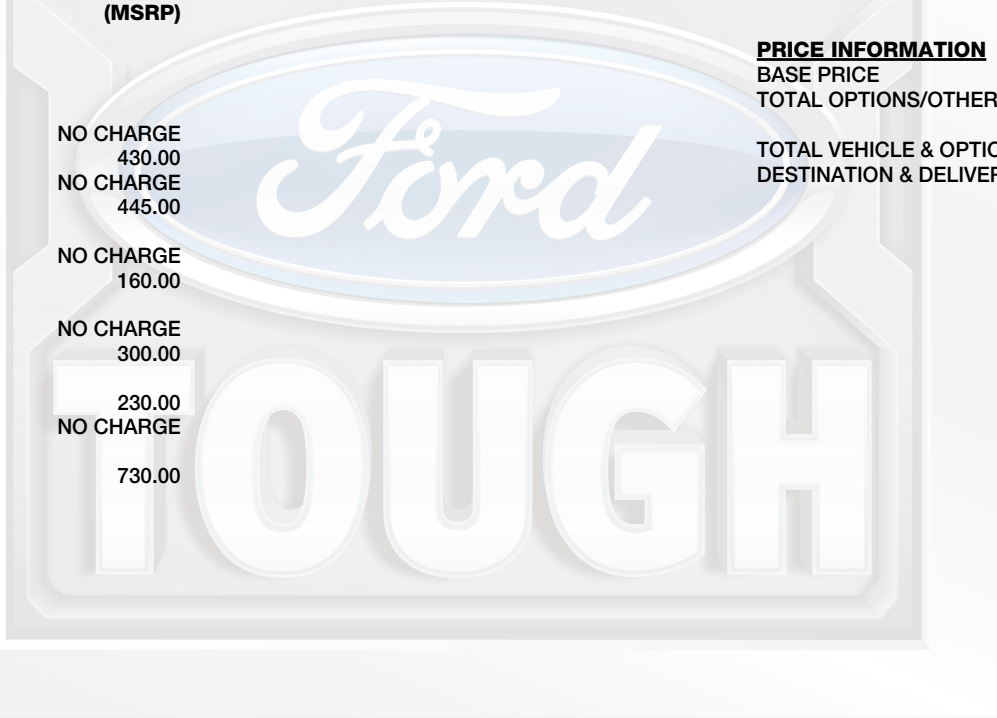 (MSRP)
NO CHARGE
430.00
NO CHARGE
445.00
NO CHARGE
160.00
NO CHARGE
300.00
230.00
NO CHARGE
730.00
PRICE INFORMATION
BASE PRICE
TOTAL OPTIONS/OTHER
TOTAL VEHICLE & OPTIO
DESTINATION & DELIVER
Ford
TOUGH